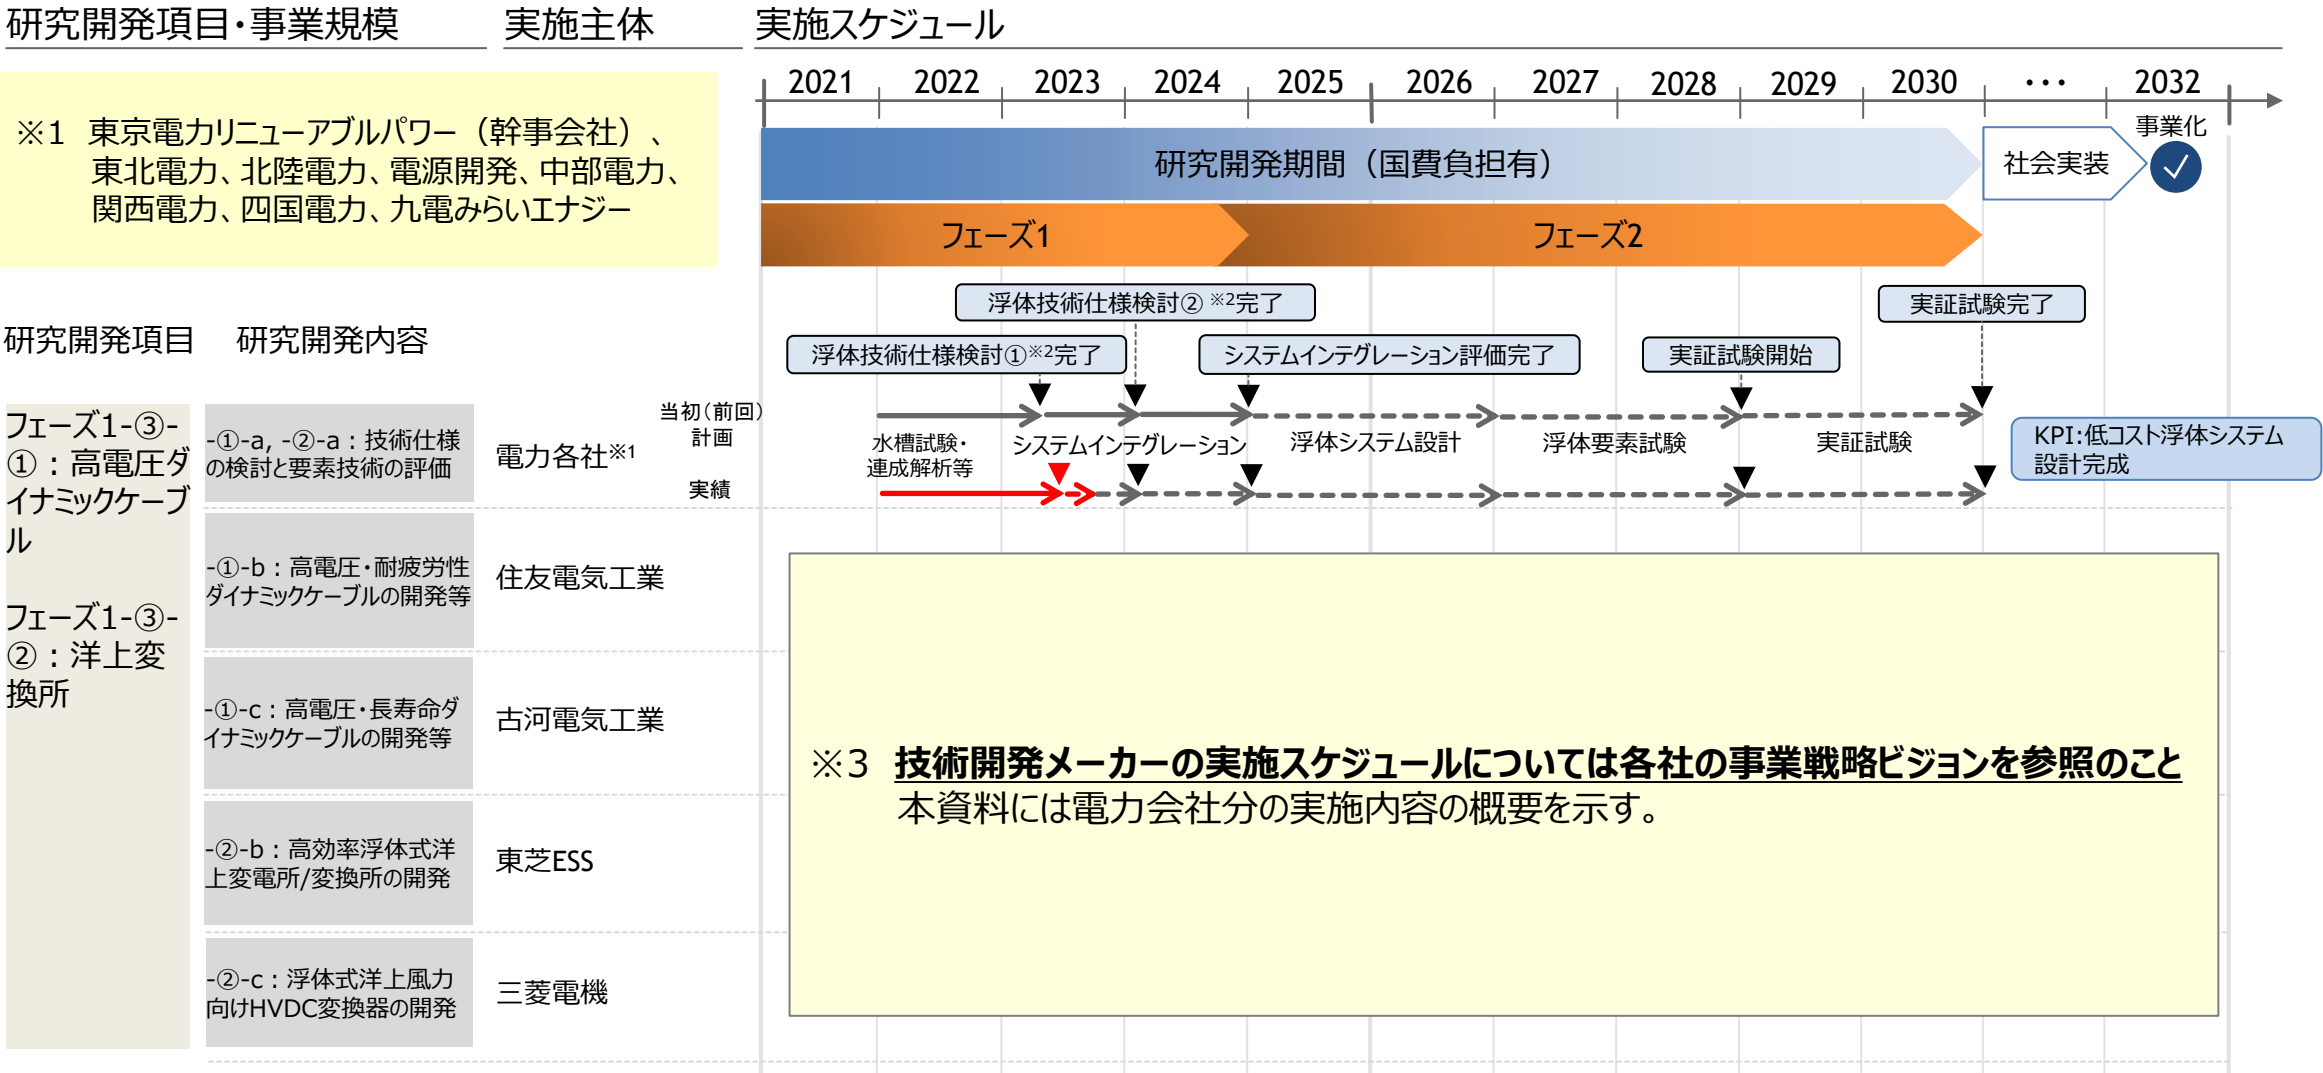 研究開発項目・事業規模
実施主体
実施スケジュール
2021 2022 2023 2024 2025 2026 2027 2028 2029 2030 ・・・ 2032
※1 東京電力リニューアブルパワー（幹事会社）、
東北電力、北陸電力、電源開発、中部電力、
関西電力、四国電力、九電みらいエナジー
研究開発期間（国費負担有）
社会実装
事業化
フェーズ1
フェーズ2
研究開発項目
研究開発内容
浮体技術仕様検討② ※2完了
実証試験完了
浮体技術仕様検討①※2完了
システムインテグレーション評価完了
実証試験開始
フェーズ1-③-
①：高電圧ダ
イナミックケーブ
ル
フェーズ1-③-
②：洋上変
換所
-①-a, -②-a：技術仕様
の検討と要素技術の評価
電力各社※1
当初（前回）
計画
実績
水槽試験・
連成解析等
システムインテグレーション
浮体システム設計
浮体要素試験
実証試験
KPI:低コスト浮体システム
設計完成
-①-b：高電圧・耐疲労性
ダイナミックケーブルの開発等
住友電気工業
-①-c：高電圧・長寿命ダ
イナミックケーブルの開発等
古河電気工業
※3 技術開発メーカーの実施スケジュールについては各社の事業戦略ビジョンを参照のこと
本資料には電力会社分の実施内容の概要を示す。
-②-b：高効率浮体式洋
上変電所/変換所の開発
東芝ESS
-②-c：浮体式洋上風力
向けHVDC変換器の開発
三菱電機